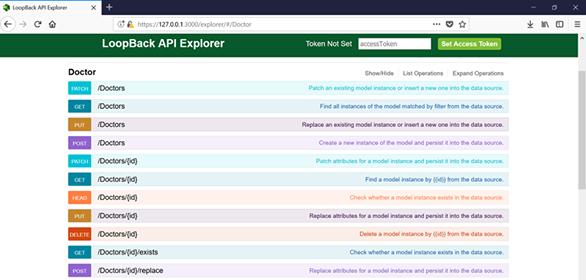 LoopBack API Explorer
https://127.0.0.1:3000/explorer/#/Doctor
LoopBack API Explorer Token Not Set accessToken Set Access Token
Doctor Show/Hide List Operations Expand Operations
PATCH /Doctors Patch an existing model instance or insert a new one into the data source.
GET /Doctors Find all instances of the model matched by filter from the data source.
PUT /Doctors Replace an existing model instance or insert a new one into the data source.
POST /Doctors Create a new instance of the model and persist it into the data source.
PATCH /Doctors/{id} Patch attributes for a model instance and persist it into the data source.
GET /Doctors/{id} Find a model instance by {{id}} from the data source.
HEAD /Doctors/{id} Check whether a model instance exists in the data source.
PUT /Doctors/{id} Replace attributes for a model instance and persist it into the data source.
DELETE /Doctors/{id} Delete a model instance by {{id}} from the data source.
GET /Doctors/{id}/exists Check whether a model instance exists in the data source.
POST /Doctors/{id}/replace Replace attributes for a model instance and persist it into the data source.